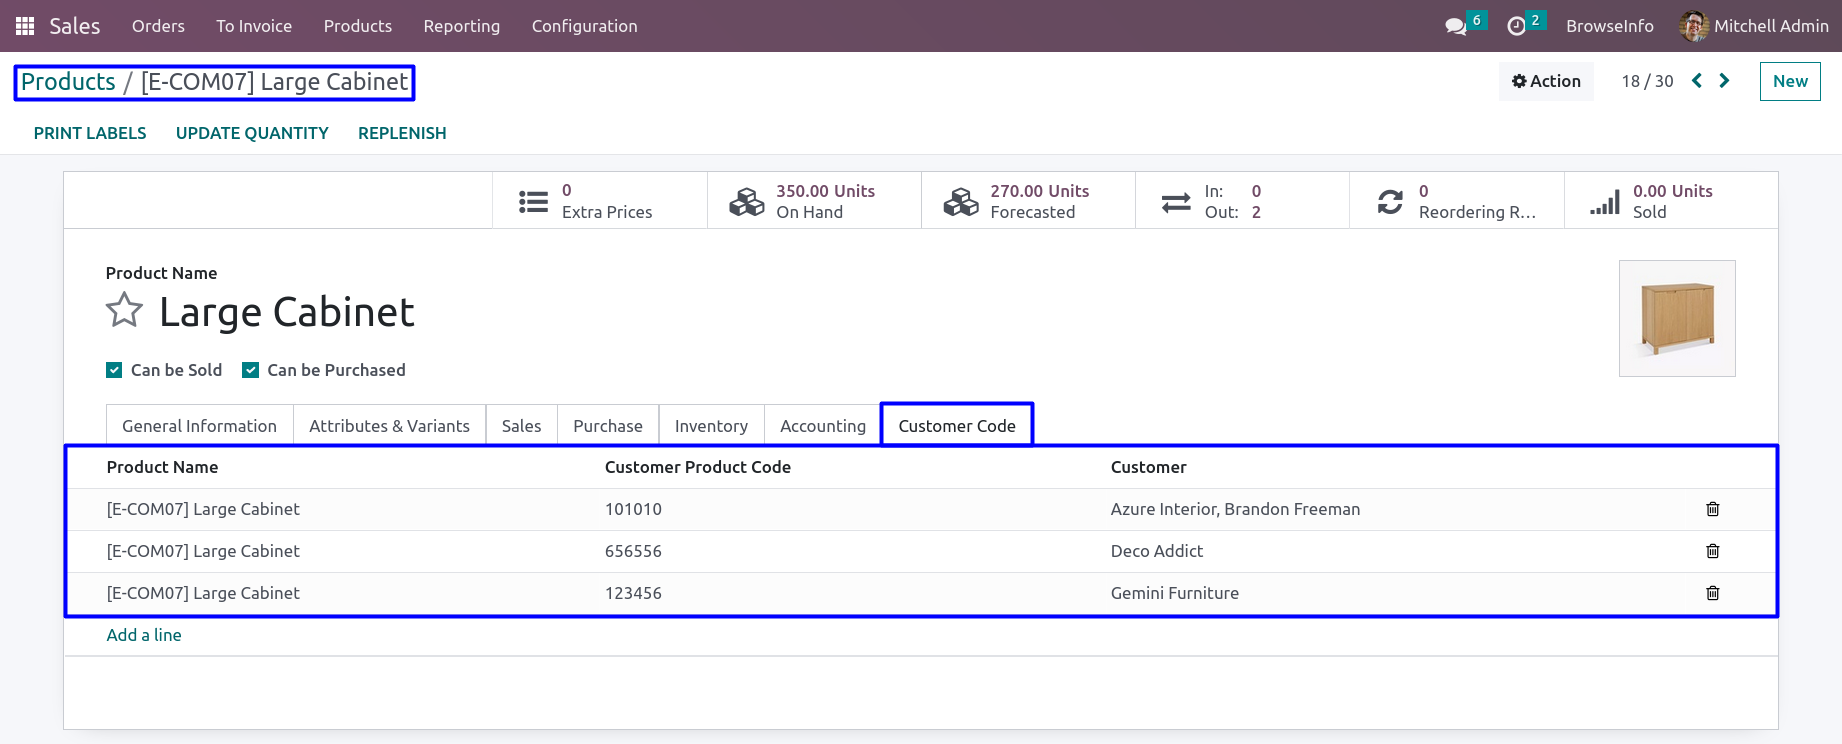 Sales Orders To Invoice Products Reporting Configuration 6 2 BrowseInfo Mitchell Admin
Products / [E-COM07] Large Cabinet Action 18 / 30 New
PRINT LABELS UPDATE QUANTITY REPLENISH
0 350.00 Units 270.00 Units In: 0 0 0.00 Units
Extra Prices On Hand Forecasted Out: 2 Reordering R... Sold
Product Name
Large Cabinet
Can be Sold Can be Purchased
General Information Attributes & Variants Sales Purchase Inventory Accounting Customer Code
Product Name Customer Product Code Customer
[E-COM07] Large Cabinet 101010 Azure Interior, Brandon Freeman
[E-COM07] Large Cabinet 656556 Deco Addict
[E-COM07] Large Cabinet 123456 Gemini Furniture
Add a line